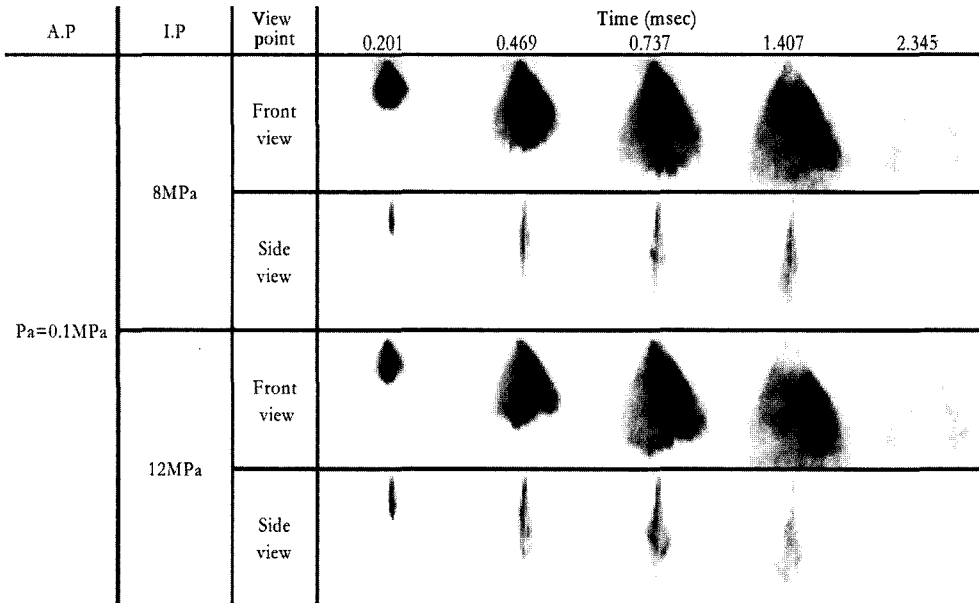 A.P I.P View point Time (msec)
0.201 0.469 0.737 1.407 2.345
Front
view
8MPa
Side
view
Pa=0.1MPa
Front
view
12MPa
Side
view